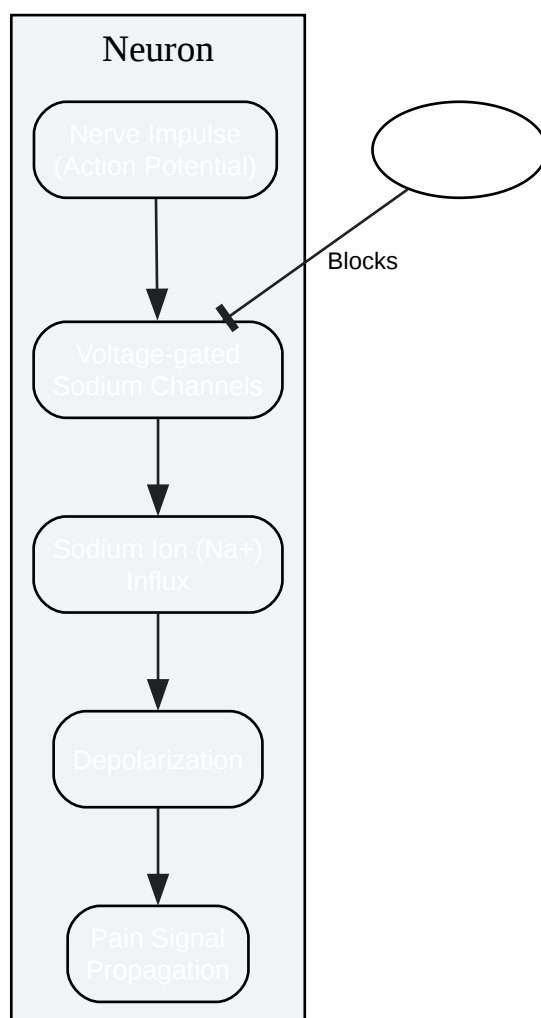 Neuron
Nerve Impulse
(Action Potential)
Blocks
Voltage-gated
Sodium Channels
Sodium Ion (Na+)
Influx
Depolarization
Pain Signal
Propagation